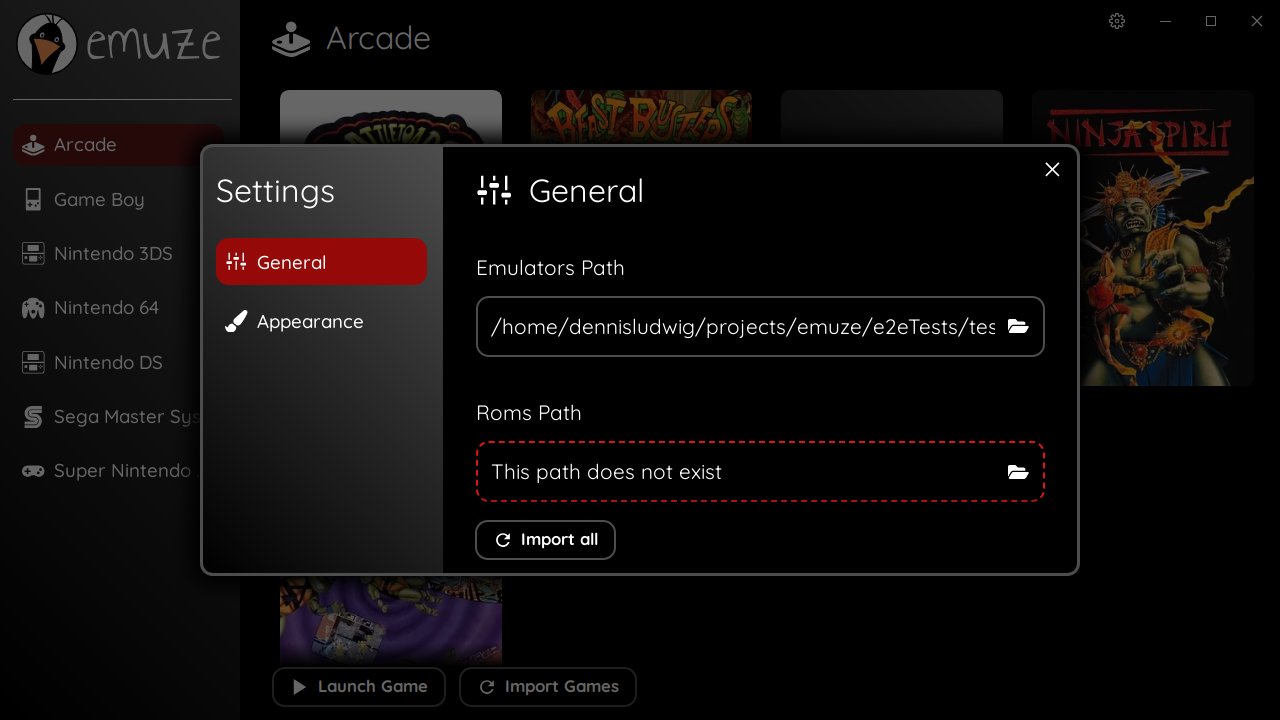 emuze
Arcade
Arcade
Game Boy
Nintendo 3DS
Nintendo 64
Nintendo DS
Sega Master Sys
Super Nintendo
BEAST BUSTERS
NINJA SPIRIT
Settings
General
Appearance
General
Emulators Path
/home/dennisludwig/projects/emuze/e2eTests/tes
Roms Path
This path does not exist
Import all
Launch Game
Import Games